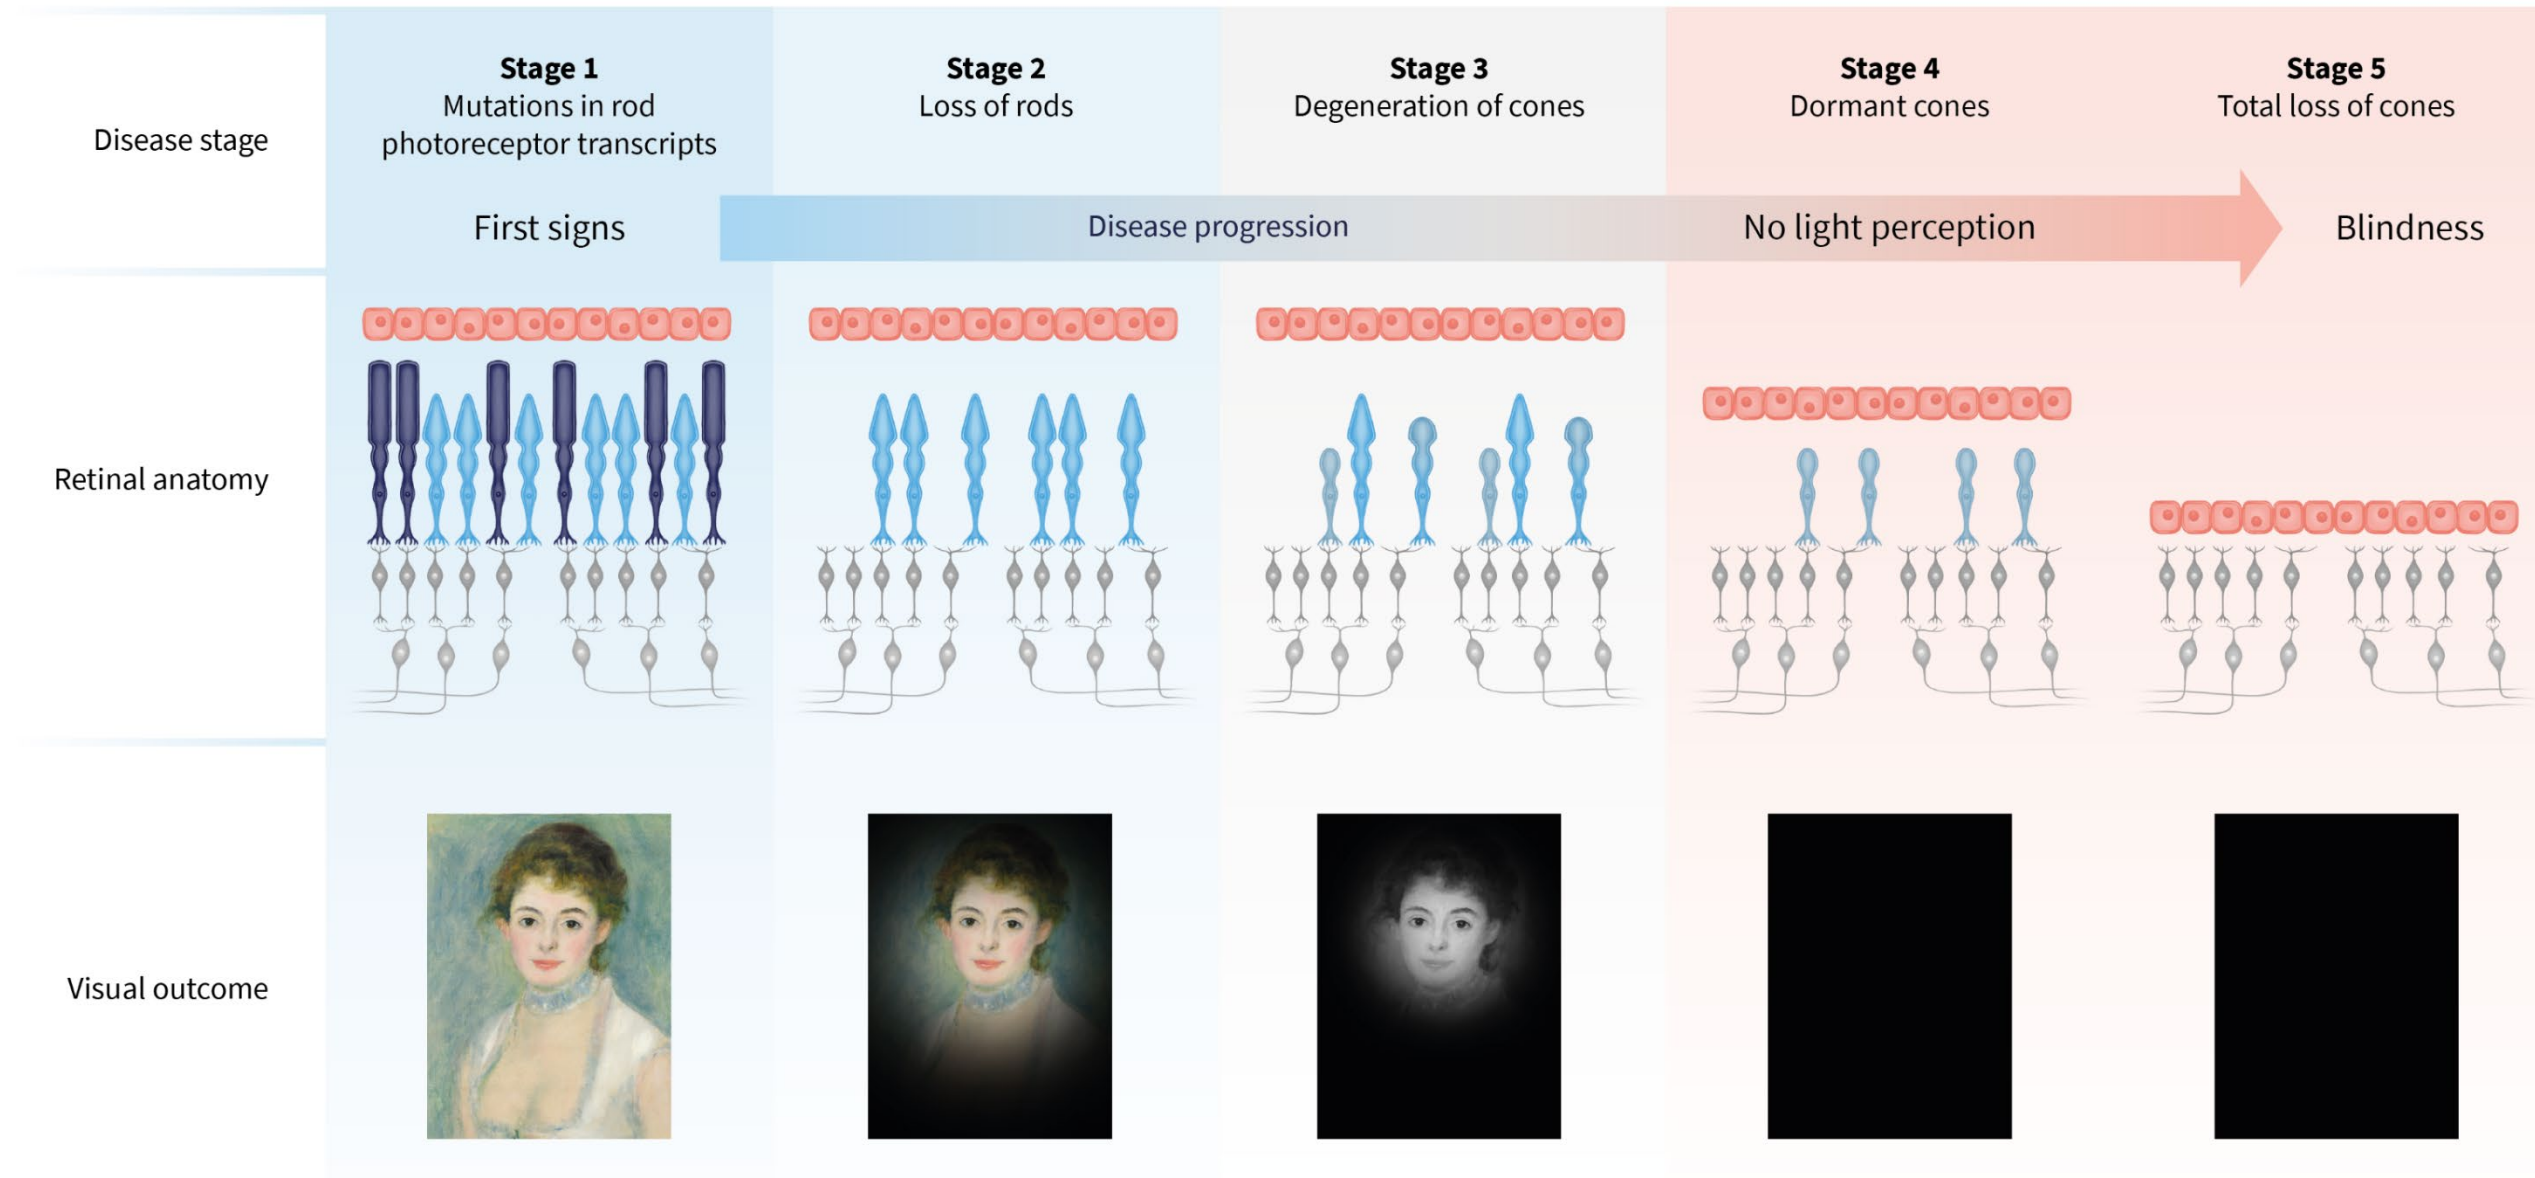 Disease stage
Stage 1
Mutations in rod
photoreceptor transcripts
First signs
Stage 2
Loss of rods
Stage 3
Degeneration of cones
Stage 4
Dormant cones
Stage 5
Total loss of cones
Disease progression
No light perception
Blindness
Retinal anatomy
Visual outcome